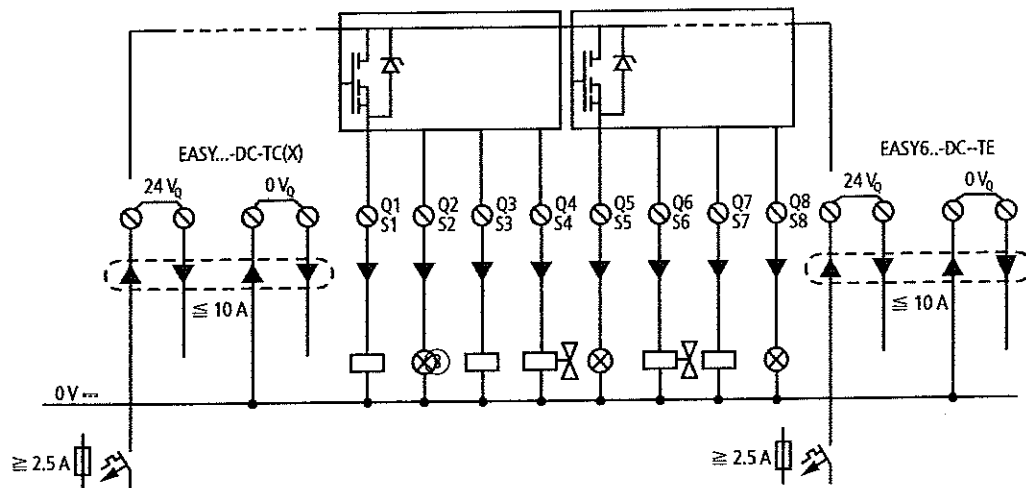 EASY...-DC-TC(X)
EASY6..-DC--TE
24 VQ
0 VQ
Q1
S1
Q2
S2
Q3
S3
Q4
S4
Q5
S5
Q6
S6
Q7
S7
Q8
S8
24 VQ
0 VQ
≦ 10 A
≦ 10 A
0 V
≧ 2.5 A
≧ 2.5 A